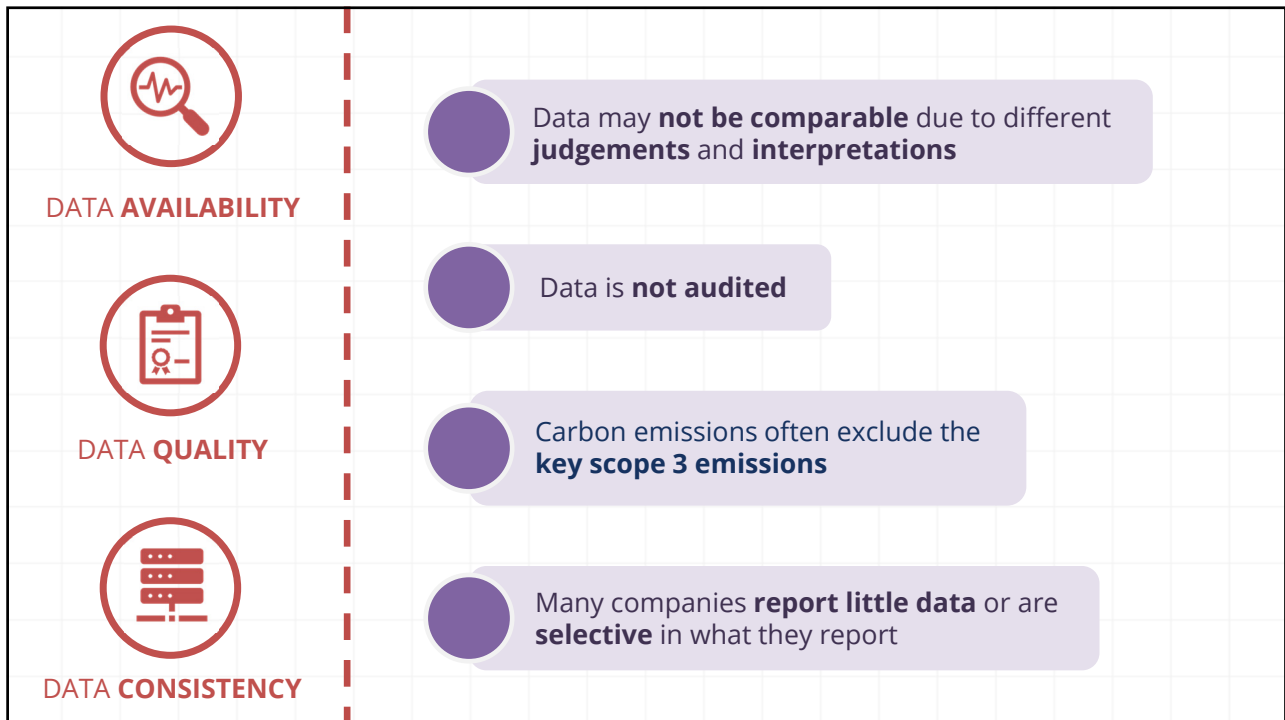 DATA AVAILABILITY
DATA QUALITY
DATA CONSISTENCY
Data may not be comparable due to different
judgements and interpretations
Data is not audited
Carbon emissions often exclude the
key scope 3 emissions
Many companies report little data or are
selective in what they report